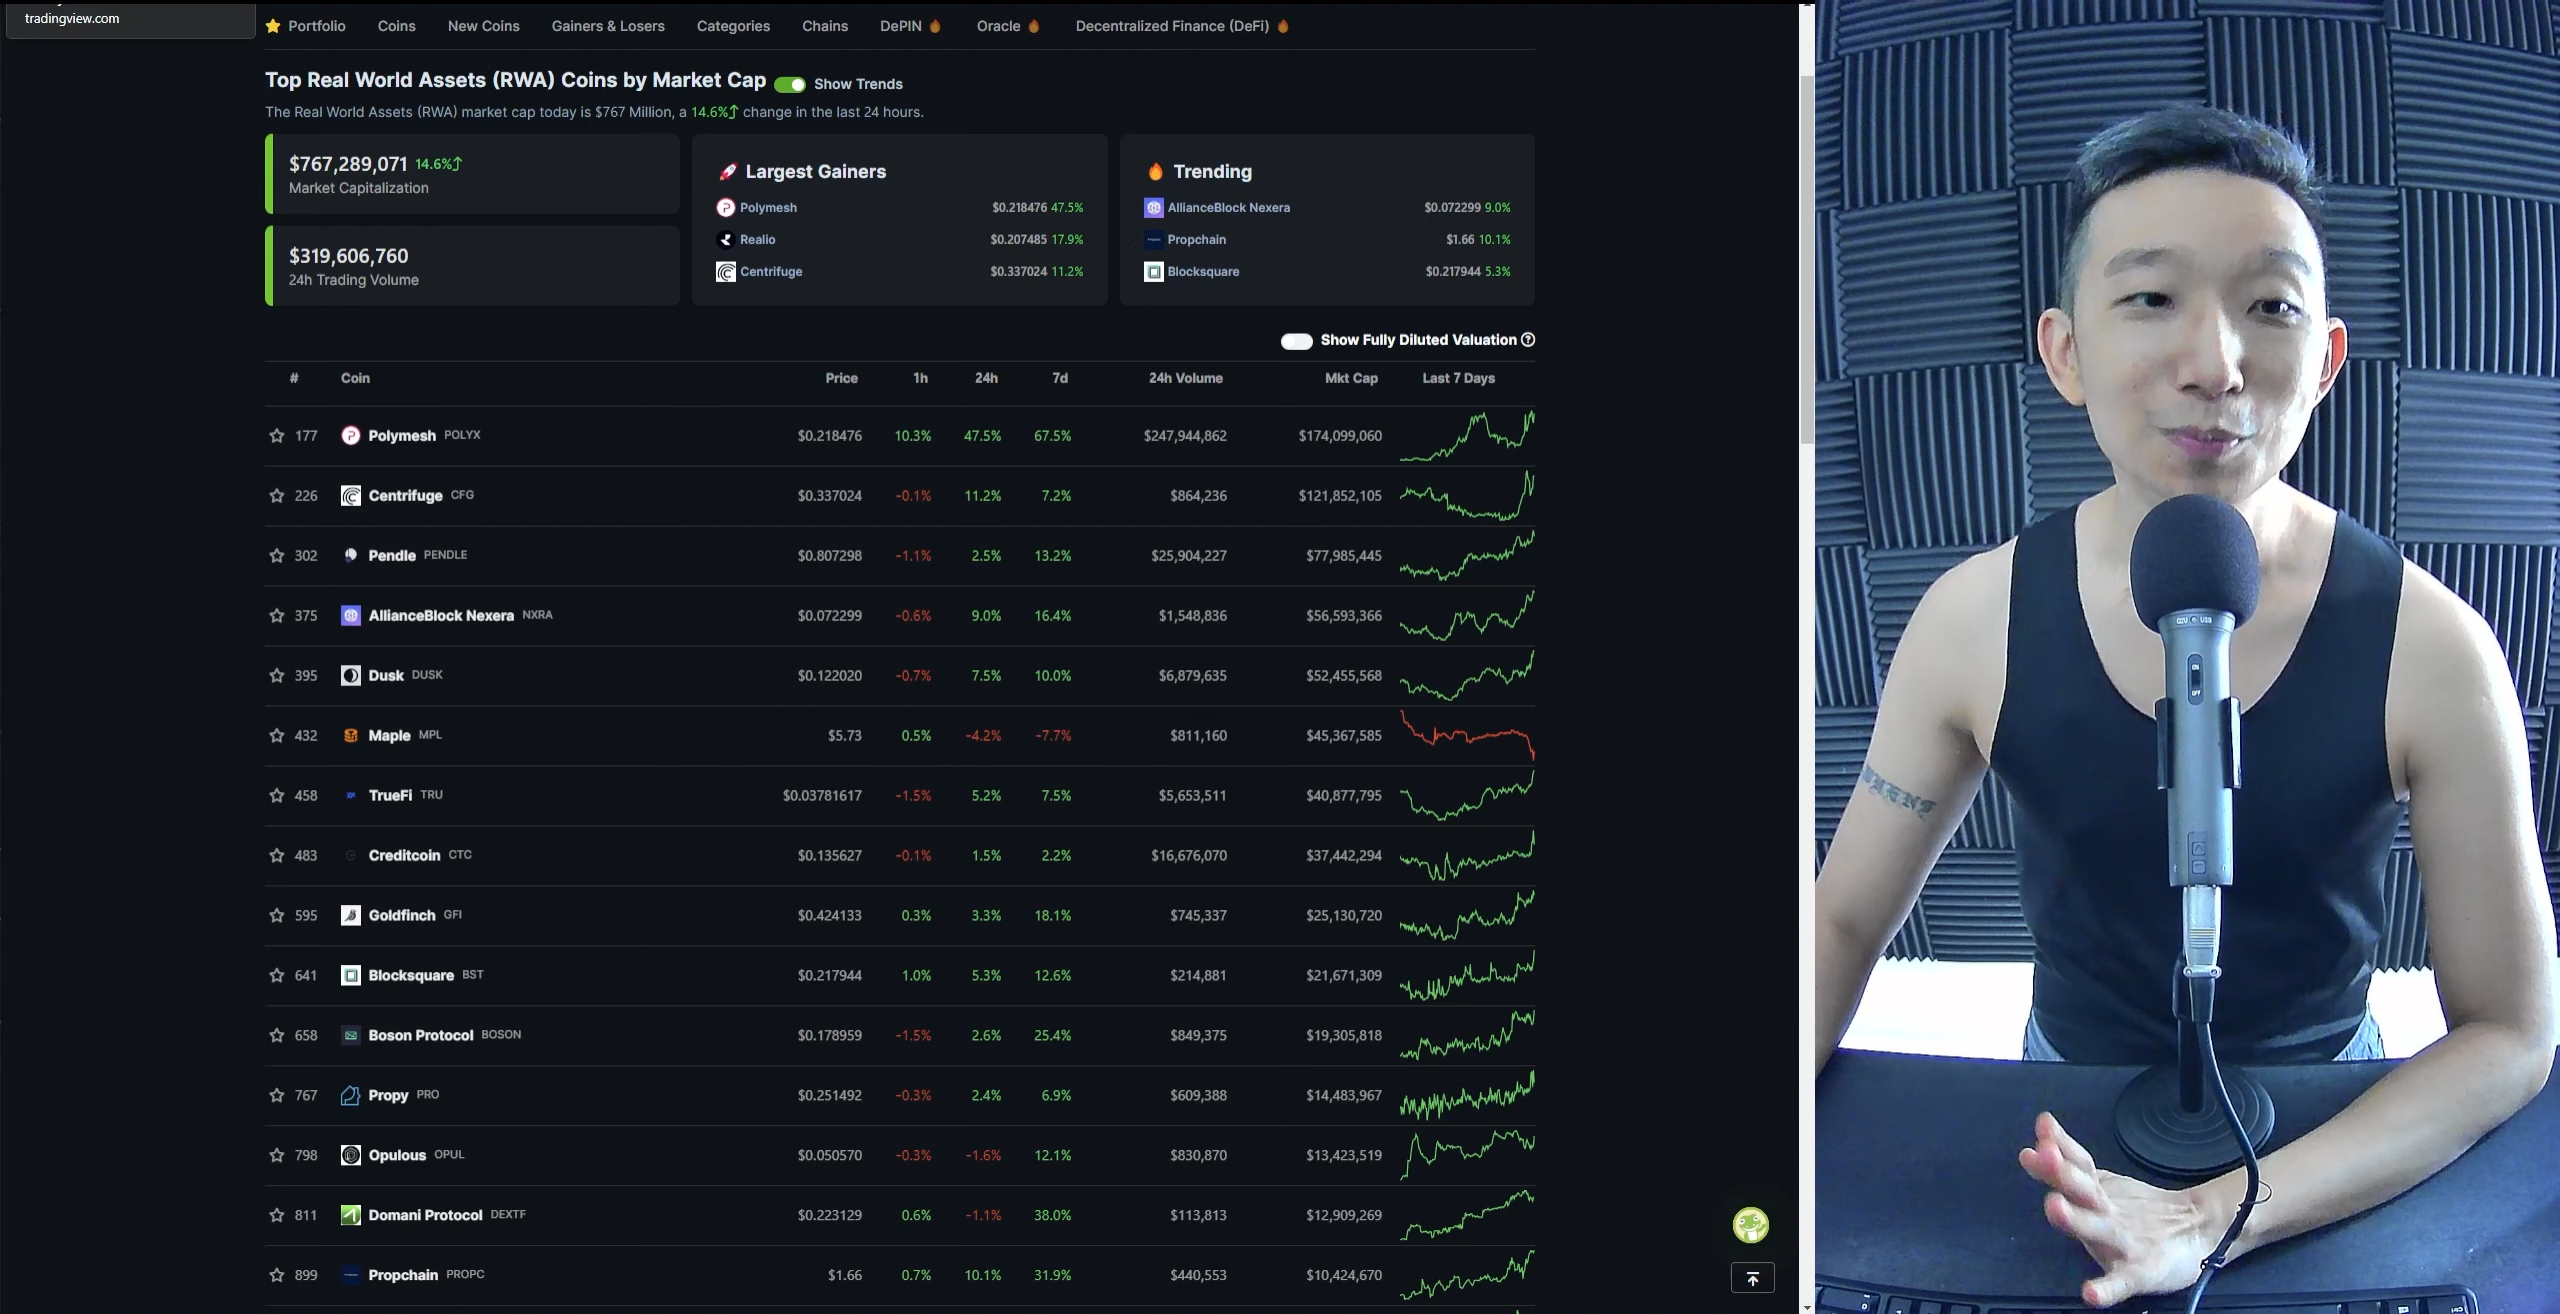 tradingview.com
Portfolio Coins New Coins Gainers & Losers Categories Chains DePIN Oracle Decentralized Finance (DeFi)
Top Real World Assets (RWA) Coins by Market Cap Show Trends
The Real World Assets (RWA) market cap today is $767 Million, a 14.6% change in the last 24 hours.
$767,289,071 14.6%
Market Capitalization
$319,606,760
24h Trading Volume
Largest Gainers
Polymesh $0.218476 47.5%
Realio $0.207485 17.9%
Centrifuge $0.337024 11.2%
Trending
AllianceBlock Nexera $0.072299 9.0%
Propchain $1.66 10.1%
Blocksquare $0.217944 5.3%
Show Fully Diluted Valuation
# Coin Price 1h 24h 7d 24h Volume Mkt Cap Last 7 Days
177 Polymesh POLYX $0.218476 10.3% 47.5% 67.5% $247,944,862 $174,099,060
226 Centrifuge CFG $0.337024 -0.1% 11.2% 7.2% $864,236 $121,852,105
302 Pendle PENDLE $0.807298 -1.1% 2.5% 13.2% $25,904,227 $77,985,445
375 AllianceBlock Nexera NXRA $0.072299 -0.6% 9.0% 16.4% $1,548,836 $56,593,366
395 Dusk DUSK $0.122020 -0.7% 7.5% 10.0% $6,879,635 $52,455,568
432 Maple MPL $5.73 0.5% -4.2% -7.7% $811,160 $45,367,585
458 TrueFi TRU $0.03781617 -1.5% 5.2% 7.5% $5,653,511 $40,877,795
483 Creditcoin CTC $0.135627 -0.1% 1.5% 2.2% $16,676,070 $37,442,294
595 Goldfinch GFI $0.424133 0.3% 3.3% 18.1% $745,337 $25,130,720
641 Blocksquare BST $0.217944 1.0% 5.3% 12.6% $214,881 $21,671,309
658 Boson Protocol BOSON $0.178959 -1.5% 2.6% 25.4% $849,375 $19,305,818
767 Propy PRO $0.251492 -0.3% 2.4% 6.9% $609,388 $14,483,967
798 Opulous OPUL $0.050570 -0.3% -1.6% 12.1% $830,870 $13,423,519
811 Domani Protocol DEXTF $0.223129 0.6% -1.1% 38.0% $113,813 $12,909,269
899 Propchain PROPC $1.66 0.7% 10.1% 31.9% $440,553 $10,424,670
ON
OFF